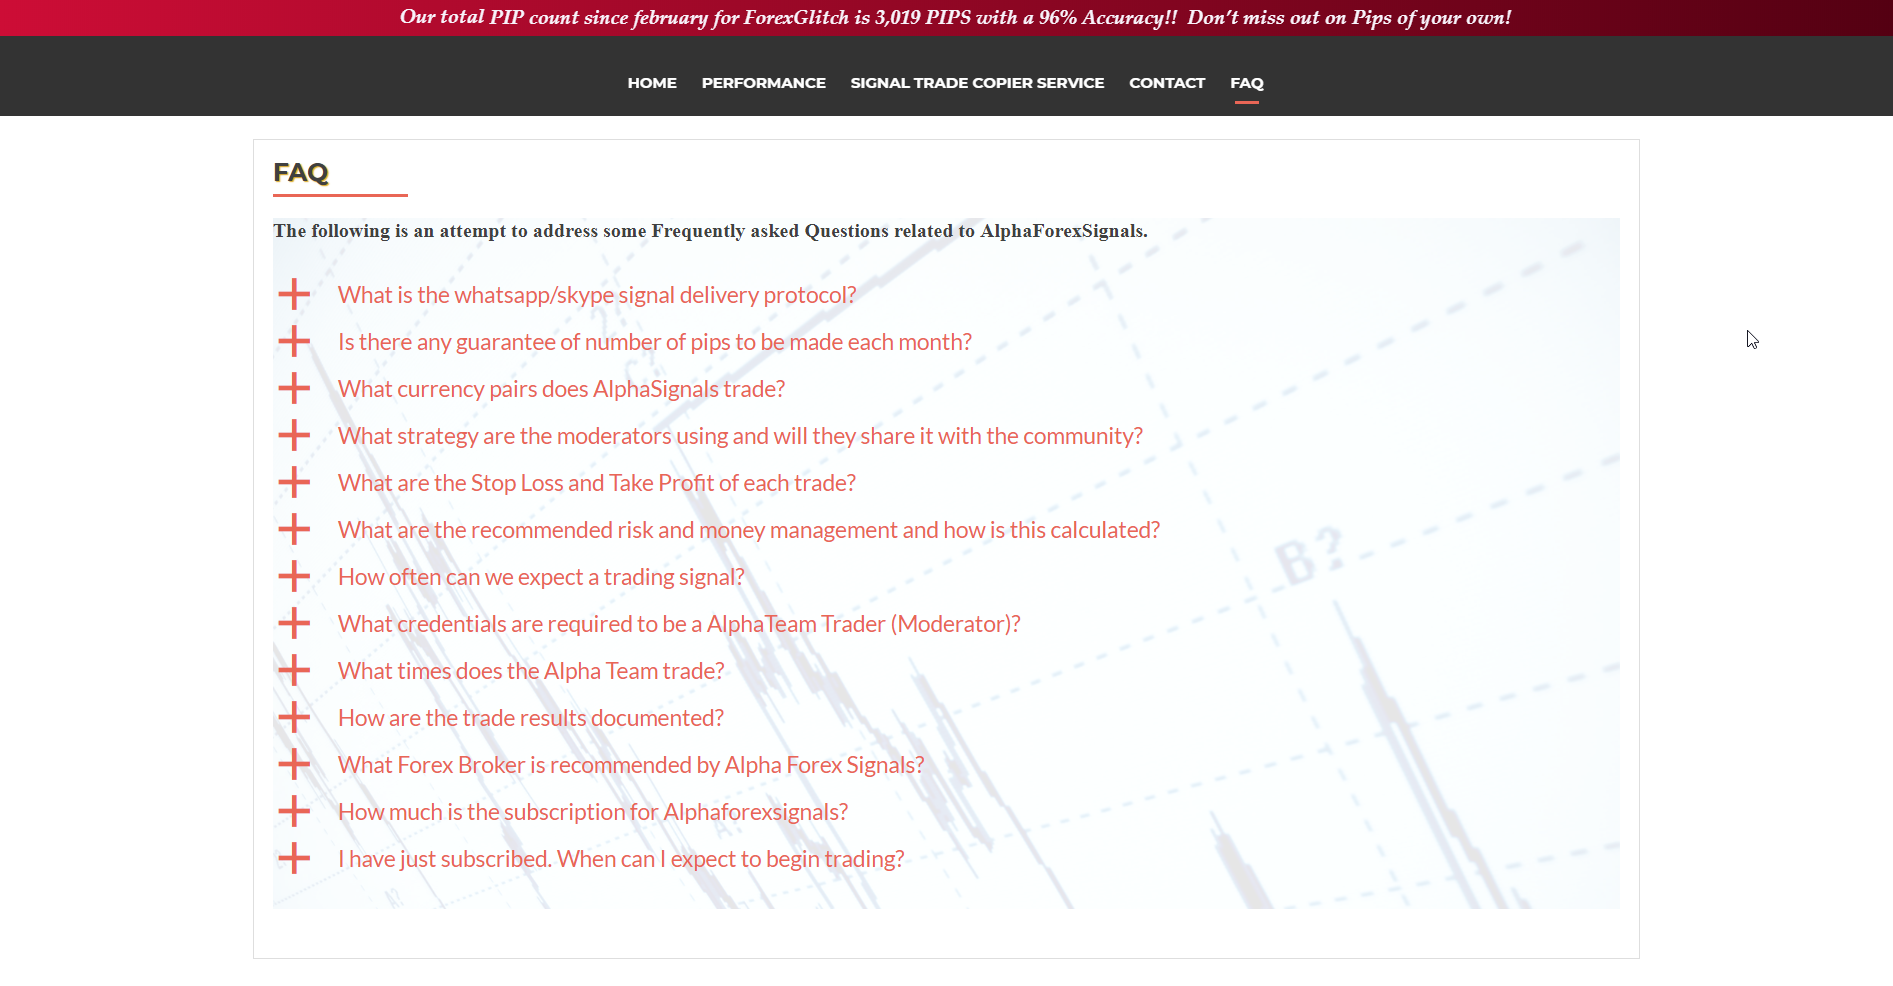 Our total PIP count since february for ForexGlitch is 3,019 PIPS with a 96% Accuracy!! Don't miss out on Pips of your own!
HOME PERFORMANCE SIGNAL TRADE COPIER SERVICE CONTACT FAQ
FAQ
The following is an attempt to address some Frequently asked Questions related to AlphaForexSignals.
What is the whatsapp/skype signal delivery protocol?
Is there any guarantee of number of pips to be made each month?
What currency pairs does AlphaSignals trade?
What strategy are the moderators using and will they share it with the community?
What are the Stop Loss and Take Profit of each trade?
What are the recommended risk and money management and how is this calculated?
B?
How often can we expect a trading signal?
What credentials are required to be a AlphaTeam Trader (Moderator)?
What times does the Alpha Team trade?
How are the trade results documented?
What Forex Broker is recommended by Alpha Forex Signals?
How much is the subscription for Alphaforexsignals?
I have just subscribed. When can I expect to begin trading?